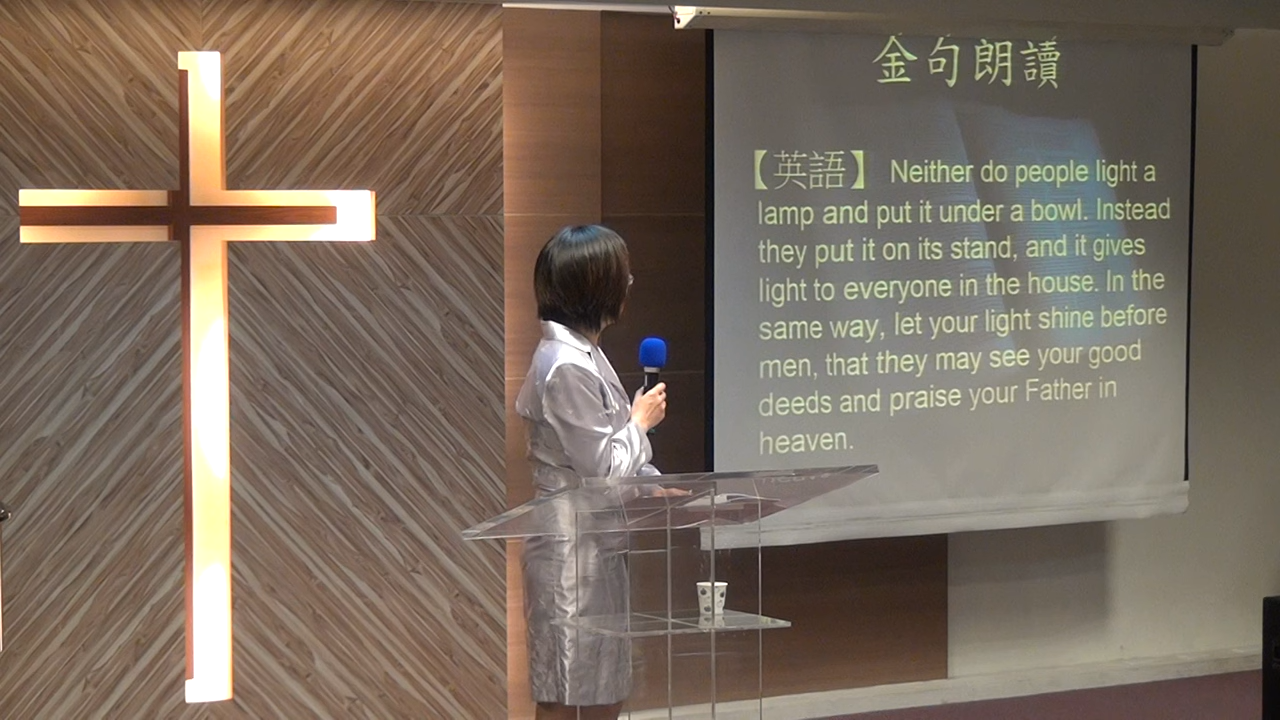 金句朗讀
【英語】 Neither do people light a
lamp and put it under a bowl. Instead
they put it on its stand, and it gives
light to everyone in the house. In the
same way, let your light shine before
men, that they may see your good
deeds and praise your Father in
heaven.